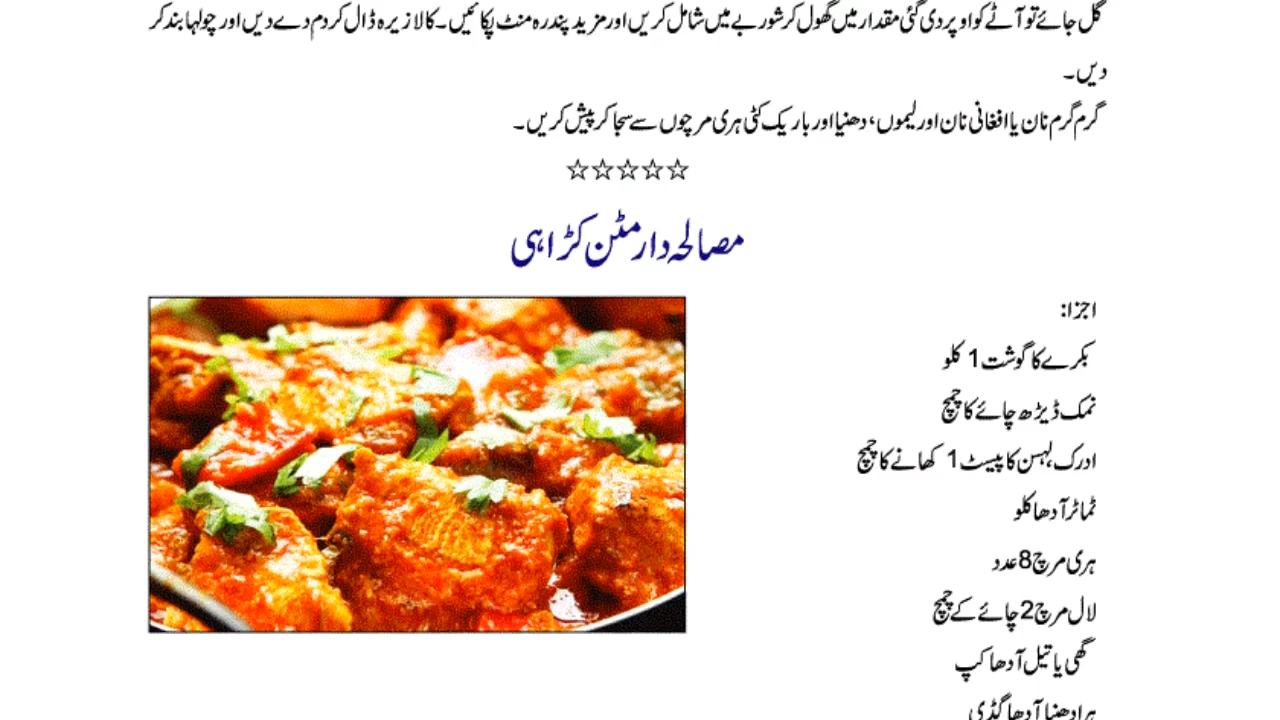 گل جائے تو آٹے کو اوپر دی گئی مقدار میں گھول کر شوربے میں شامل کریں اور مزید پندرہ منٹ پکائیں۔ کالا زیرہ ڈال کر دم دے دیں اور چولہا بند کر
دیں۔
گرم گرم نان یا افغانی نان اور لیموں، دھنیا اور باریک کٹی ہری مرچوں سے سجا کر پیش کریں۔
☆☆☆☆☆
مصالحہ دار مٹن کڑاہی
اجزا:
بکرے کا گوشت 1 کلو
نمک ڈیڑھ چائے کا چمچ
ادرک لہسن کا پیسٹ 1 کھانے کا چمچ
ٹماٹر آدھا کلو
ہری مرچ 8 عدد
لال مرچ 2 چائے کے چمچ
گھی یا تیل آدھا کپ
ہرا دھنیا آدھا گڈی